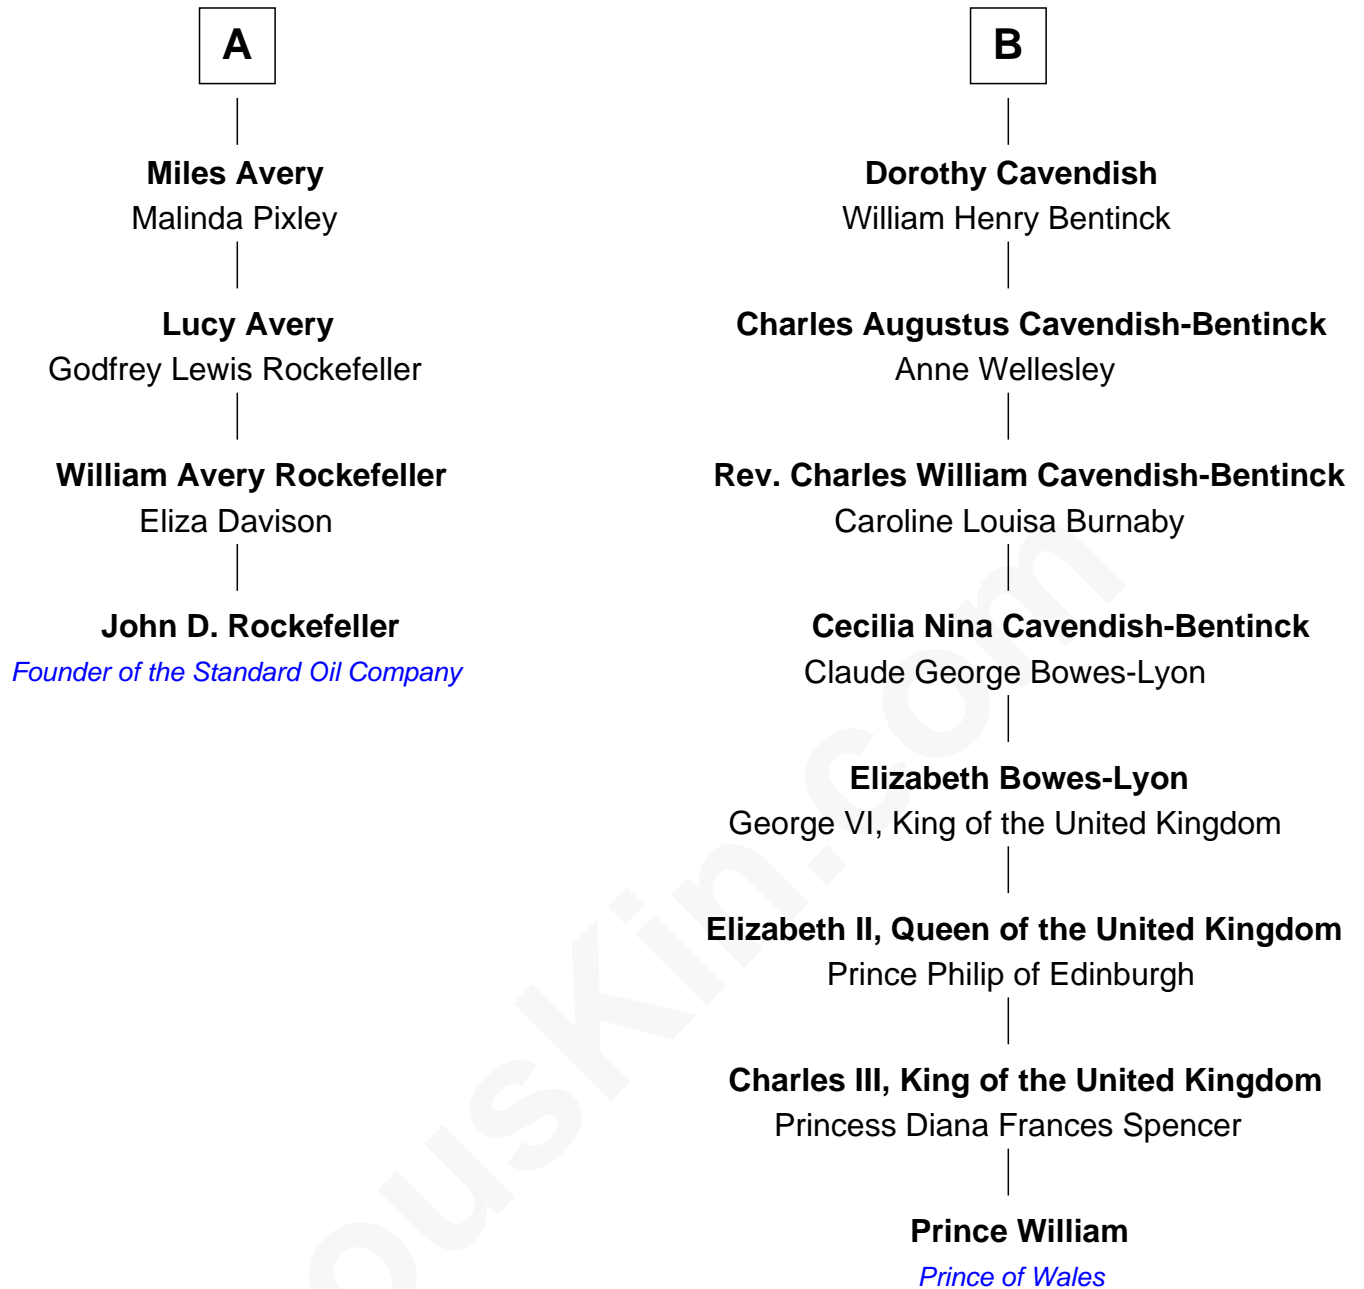 A
Miles Avery
Malinda Pixley
Lucy Avery
Godfrey Lewis Rockefeller
William Avery Rockefeller
Eliza Davison
John D. Rockefeller
Founder of the Standard Oil Company
B
Dorothy Cavendish
William Henry Bentinck
Charles Augustus Cavendish-Bentinck
Anne Wellesley
Rev. Charles William Cavendish-Bentinck
Caroline Louisa Burnaby
Cecilia Nina Cavendish-Bentinck
Claude George Bowes-Lyon
Elizabeth Bowes-Lyon
George VI, King of the United Kingdom
Elizabeth II, Queen of the United Kingdom
Prince Philip of Edinburgh
Charles III, King of the United Kingdom
Princess Diana Frances Spencer
Prince William
Prince of Wales
ousKin.com